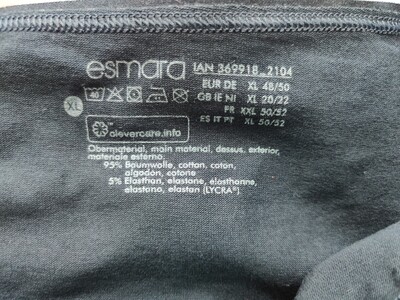 esmara IAN 369918_2104
EUR DE XL 48/50
GB IE NI XL 20/22
FR XXL 50/52
ES IT PT XL 50/52
XL
clevercare.info
Obermaterial, main material, dessus, exterior,
materiale esterno:
95% Baumwolle, cotton, coton,
algodón, cotone
5% Elasthan, elastane, élasthanne,
elastano, elastan (LYCRA®)